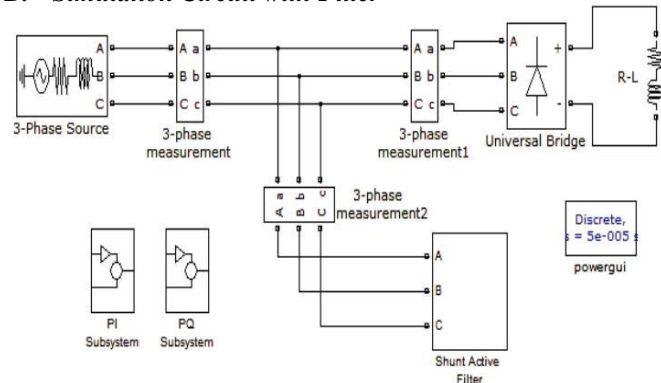 B. Simulation Circuit with Filter
A A a A a A +
B B b B b B R-L
C C c C c C -
3-Phase Source
3-phase
measurement
3-phase
measurement1
Universal Bridge
a b c
A B C
3-phase
measurement2
Discrete,
s = 5e-005 s
powergui
A
B
C
PI
Subsystem
PQ
Subsystem
Shunt Active
Filter